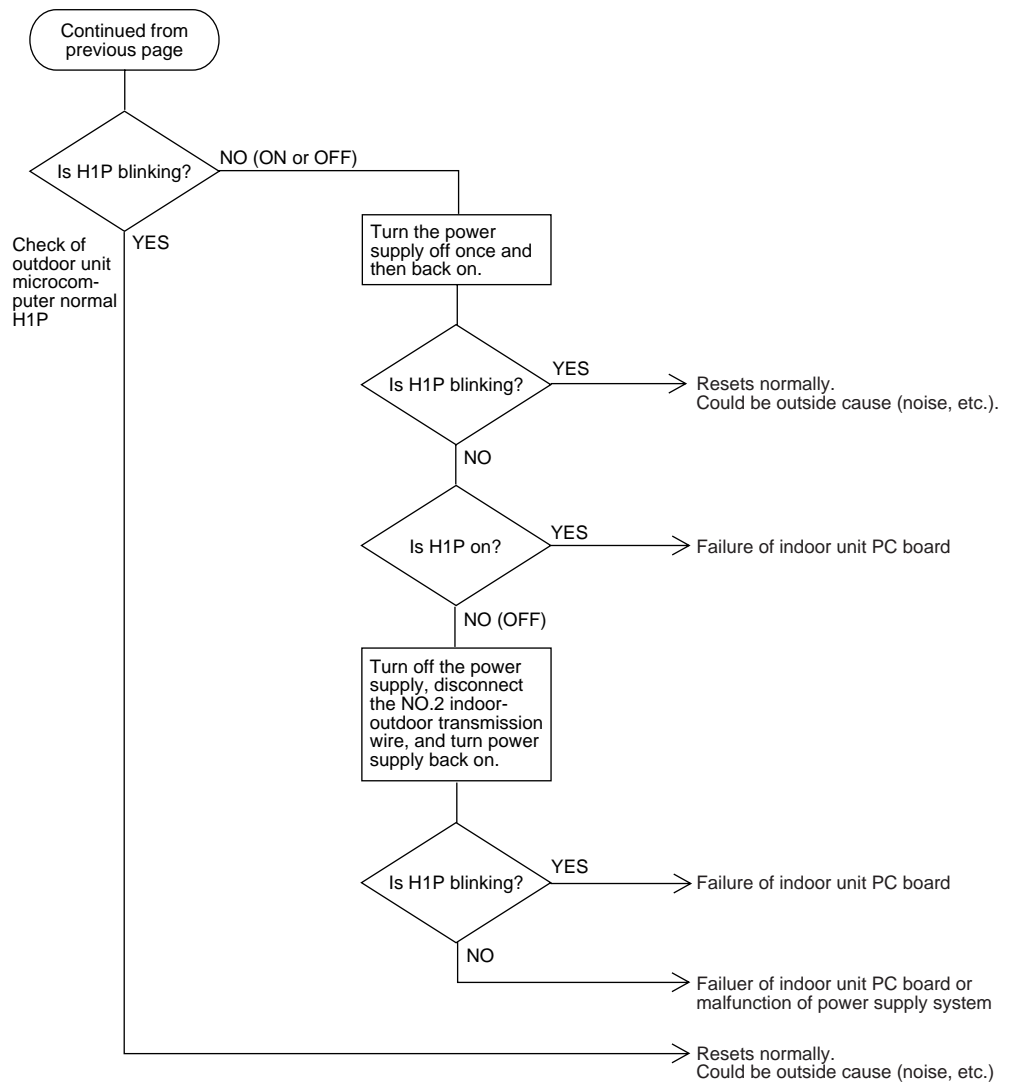 Continued from
previous page
Is H1P blinking?
NO (ON or OFF)
Check of
outdoor unit
microcom-
puter normal
H1P
YES
Turn the power
supply off once and
then back on.
Is H1P blinking?
YES
Resets normally.
Could be outside cause (noise, etc.).
NO
Is H1P on?
YES
Failure of indoor unit PC board
NO (OFF)
Turn off the power
supply, disconnect
the NO.2 indoor-
outdoor transmission
wire, and turn power
supply back on.
Is H1P blinking?
YES
Failure of indoor unit PC board
NO
Failuer of indoor unit PC board or
malfunction of power supply system
Resets normally.
Could be outside cause (noise, etc.)